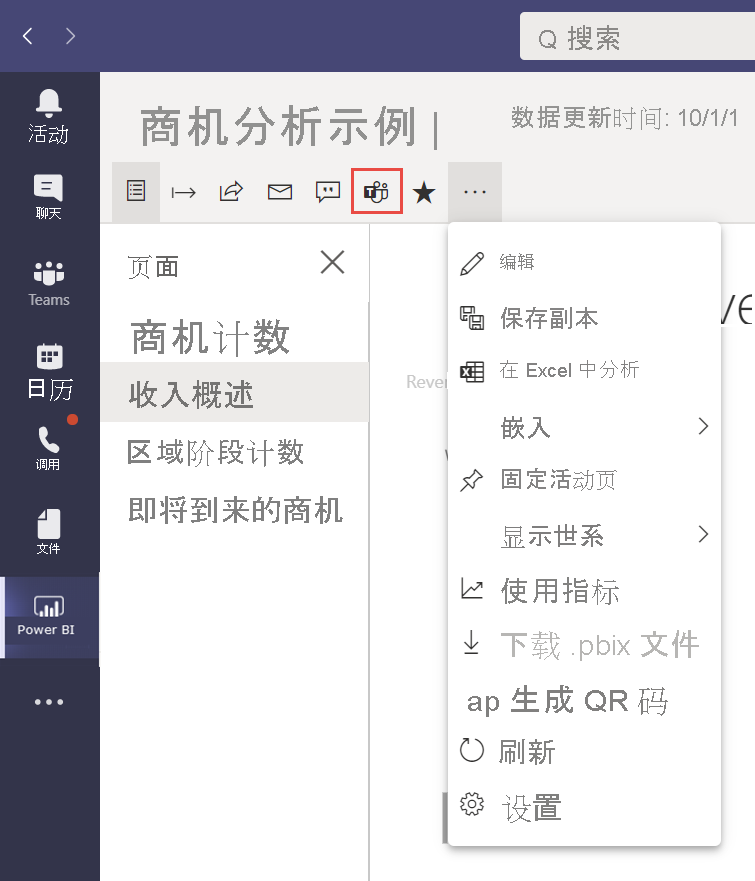 Q 搜索
商机分析示例 |
数据更新时间: 10/1/1
活动
聊天
Teams
日历
调用
文件
Power BI
页面
商机计数
收入概述
区域阶段计数
即将到来的商机
Rever
编辑
保存副本
在 Excel 中分析
嵌入
固定活动页
显示世系
使用指标
下载 .pbix 文件
ap 生成 QR 码
刷新
设置
ve